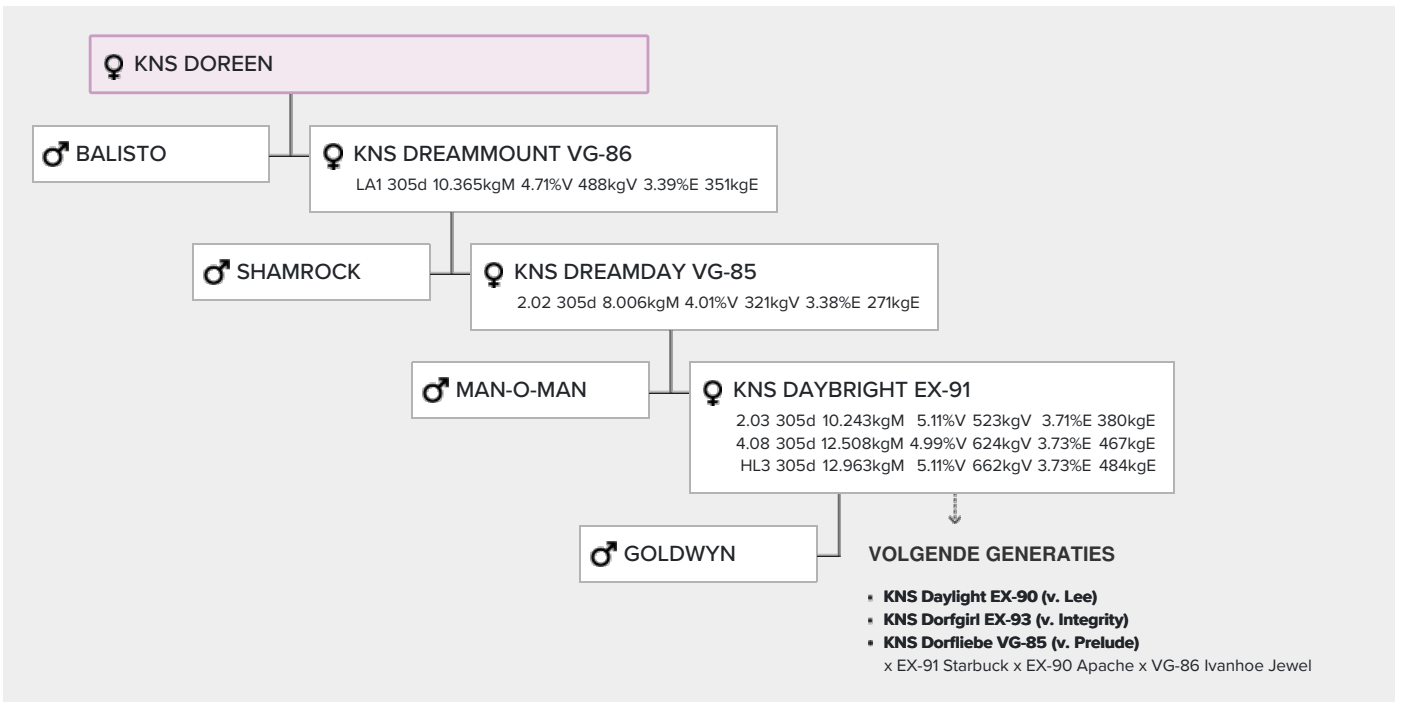 KNS DOREEN
BALISTO
KNS DREAMMOUNT VG-86
LA1 305d 10.365kgM 4.71%V 488kgV 3.39%E 351kgE
SHAMROCK
KNS DREAMDAY VG-85
2.02 305d 8.006kgM 4.01%V 321kgV 3.38%E 271kgE
MAN-O-MAN
KNS DAYBRIGHT EX-91
2.03 305d 10.243kgM 5.11%V 523kgV 3.71%E 380kgE
4.08 305d 12.508kgM 4.99%V 624kgV 3.73%E 467kgE
HL3 305d 12.963kgM 5.11%V 662kgV 3.73%E 484kgE
GOLDWYN
VOLGENDE GENERATIES
KNS Daylight EX-90 (v. Lee)
KNS Dorfgirl EX-93 (v. Integrity)
KNS Dorfliebe VG-85 (v. Prelude)
x EX-91 Starbuck x EX-90 Apache x VG-86 Ivanhoe Jewel